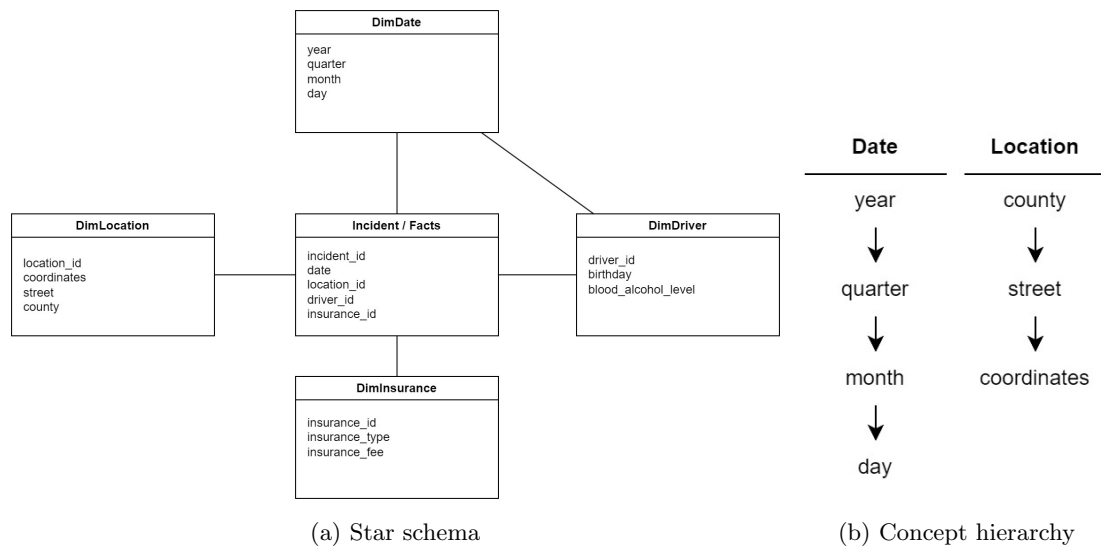 DimDate
year
quarter
month
day
DimLocation
location_id
coordinates
street
county
Incident / Facts
incident_id
date
location_id
driver_id
insurance_id
DimDriver
driver_id
birthday
blood_alcohol_level
DimInsurance
insurance_id
insurance_type
insurance_fee
(a) Star schema
Date
year
quarter
month
day
Location
county
street
coordinates
(b) Concept hierarchy